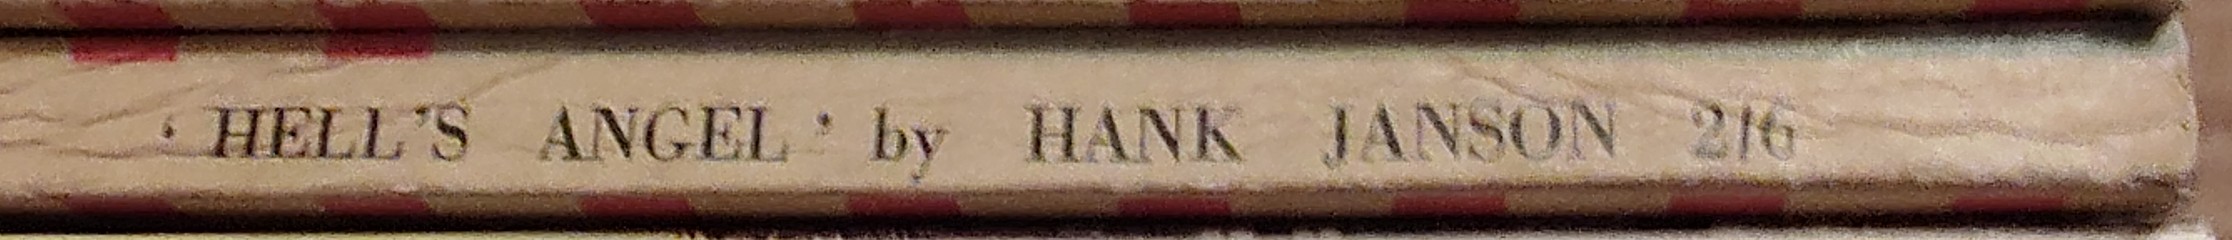 ‘HELL’S ANGEL’ by HANK JANSON 2/6